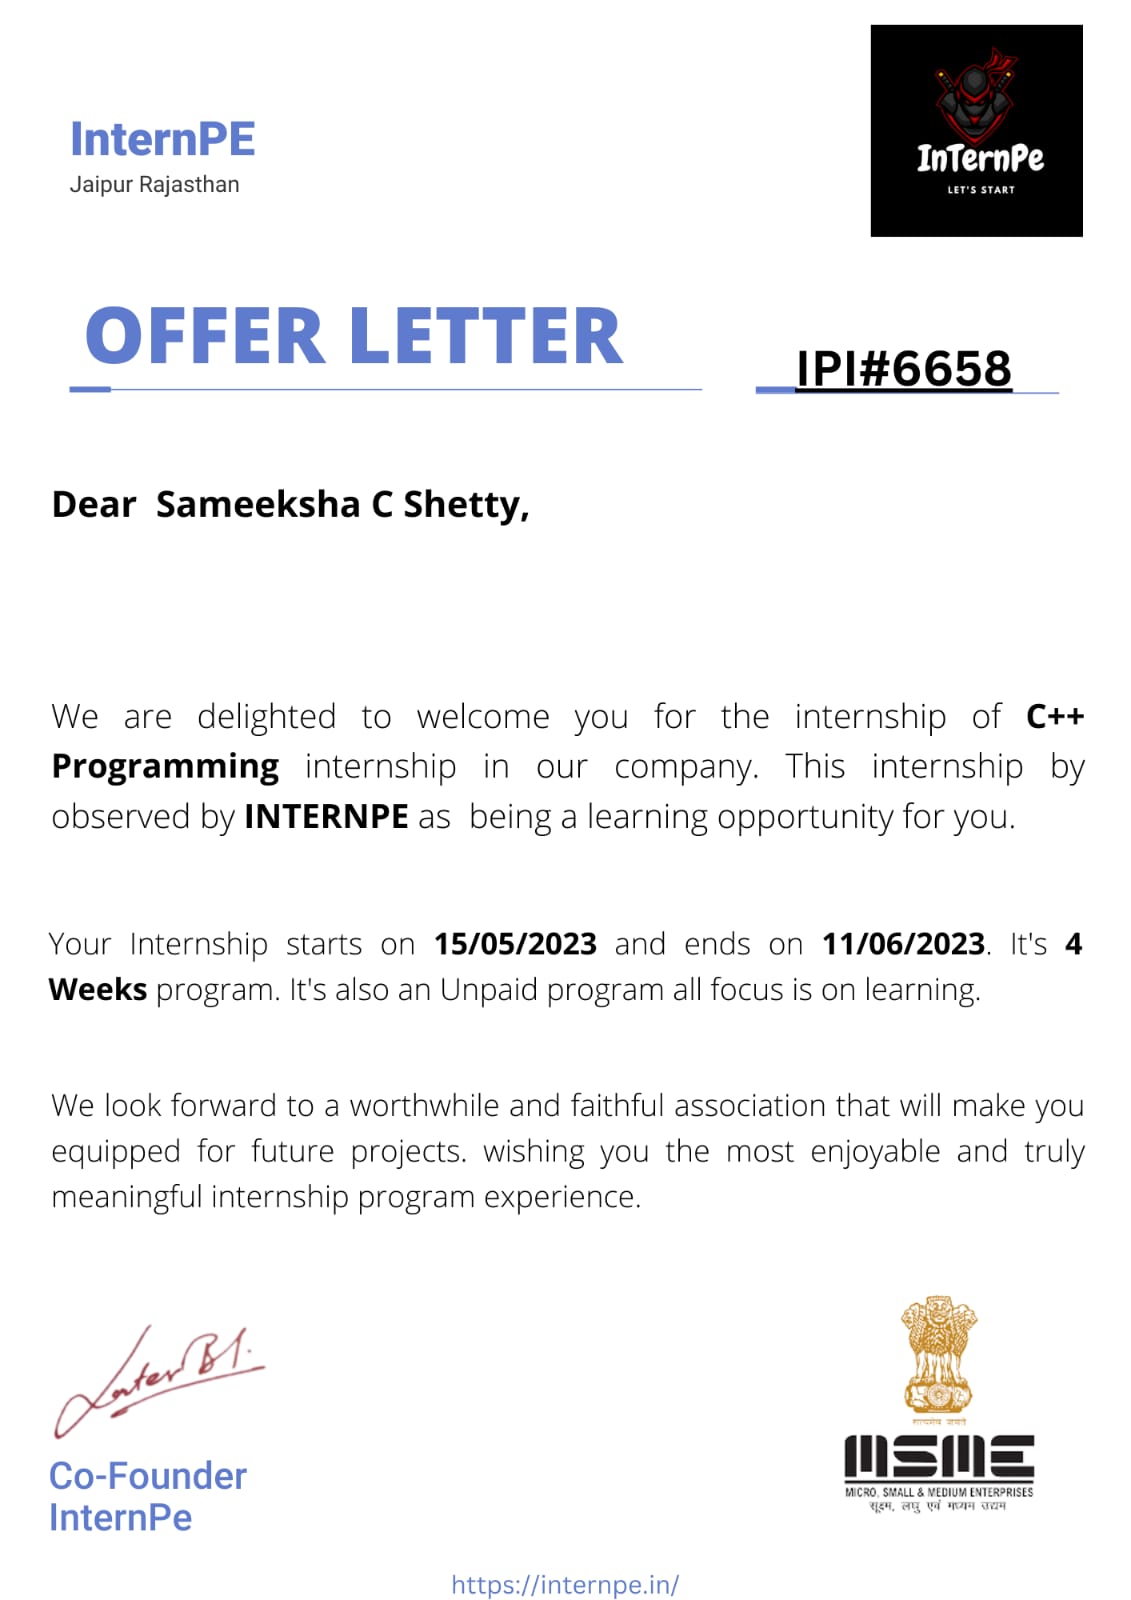 InternPE
Jaipur Rajasthan
InTernPe
LET'S START
OFFER LETTER
IPI#6658
Dear Sameeksha C Shetty,
We are delighted to welcome you for the internship of C++
Programming internship in our company. This internship by
observed by INTERNPE as being a learning opportunity for you.
Your Internship starts on 15/05/2023 and ends on 11/06/2023. It's 4
Weeks program. It's also an Unpaid program all focus is on learning.
We look forward to a worthwhile and faithful association that will make you
equipped for future projects. wishing you the most enjoyable and truly
meaningful internship program experience.
Co-Founder
InternPe
सत्यमेव जयते
MSME
MICRO, SMALL & MEDIUM ENTERPRISES
सूक्ष्म, लघु एवं मध्यम उद्यम
https://internpe.in/